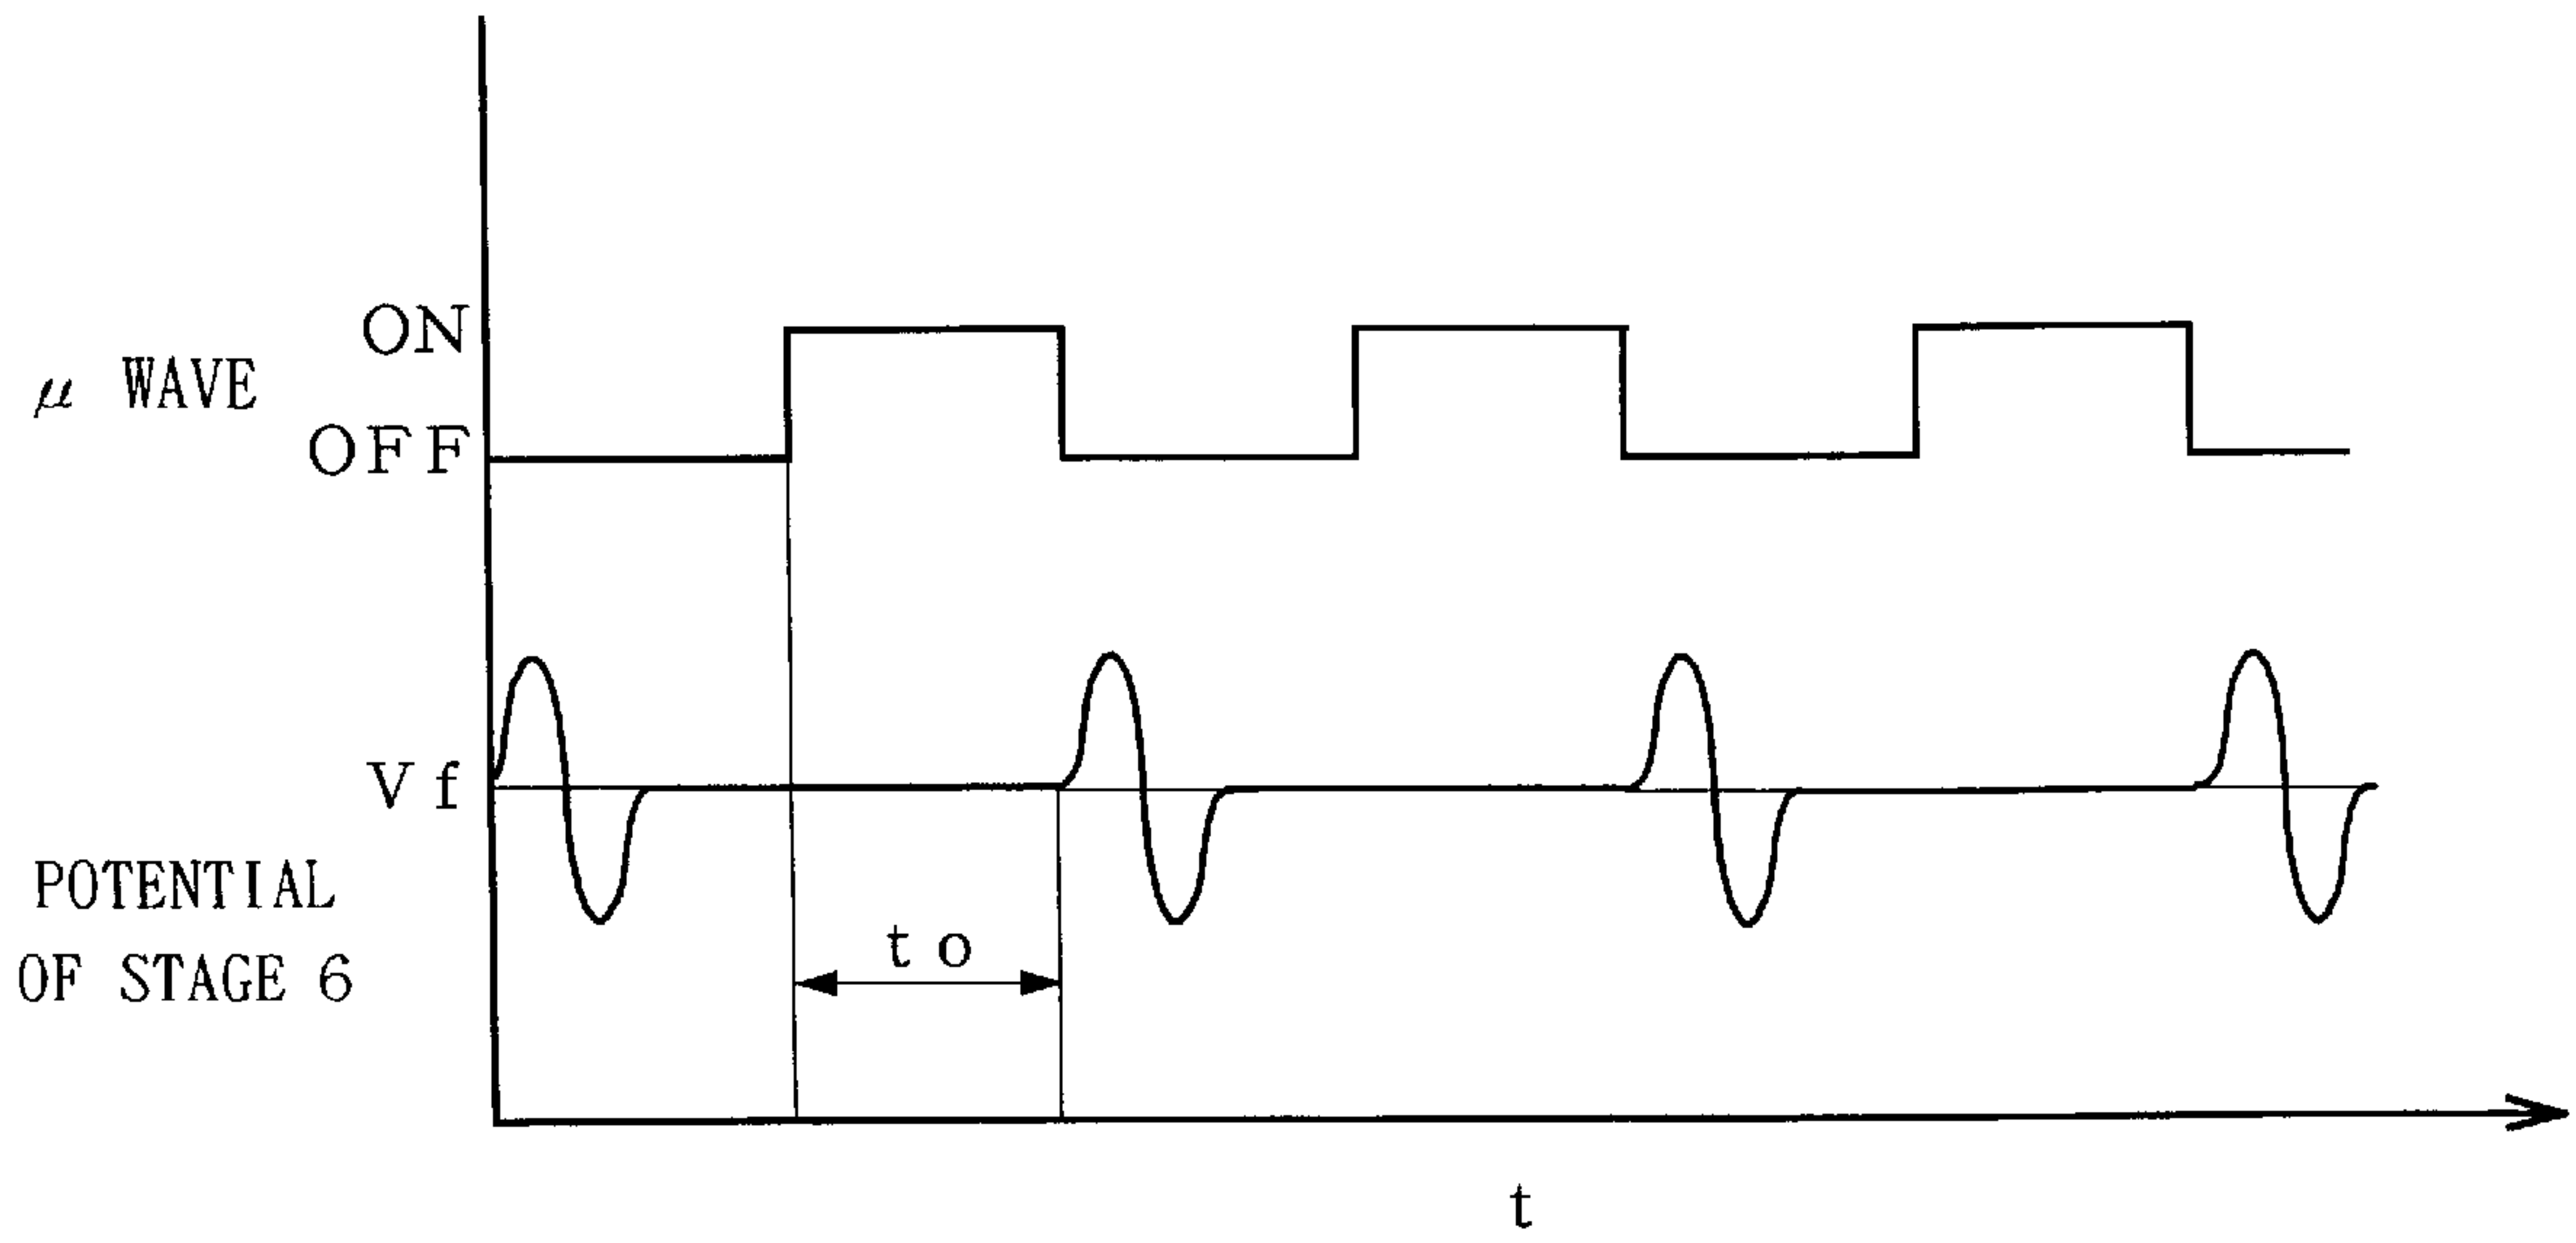 ON
μ WAVE
OFF
Vf
POTENTIAL
OF STAGE 6
to
t